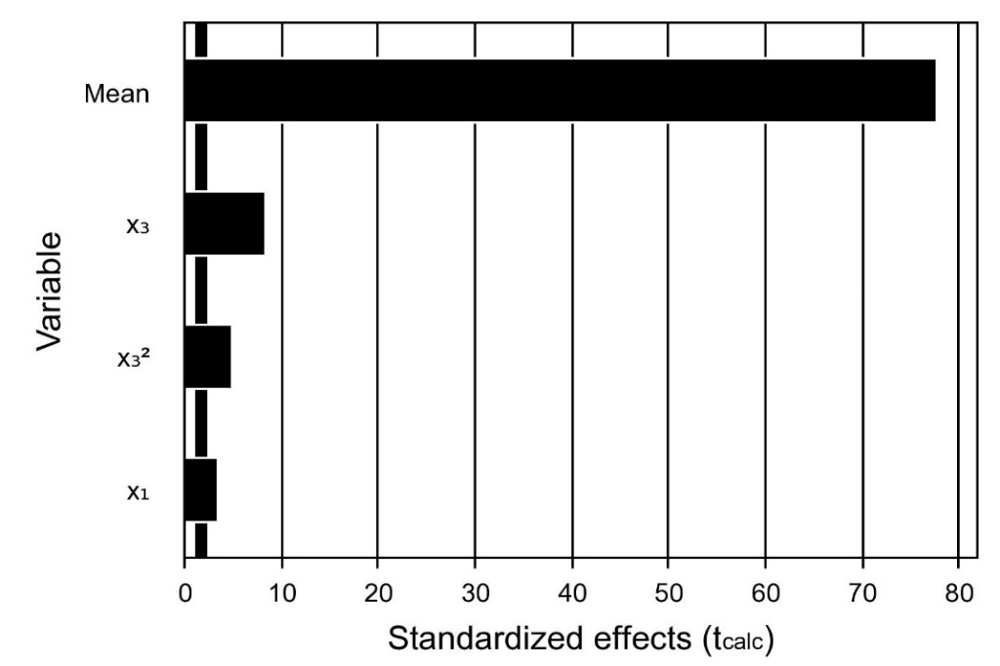 Mean
x₃
x₃²
x₁
Variable
0 10 20 30 40 50 60 70 80
Standardized effects (tcalc)